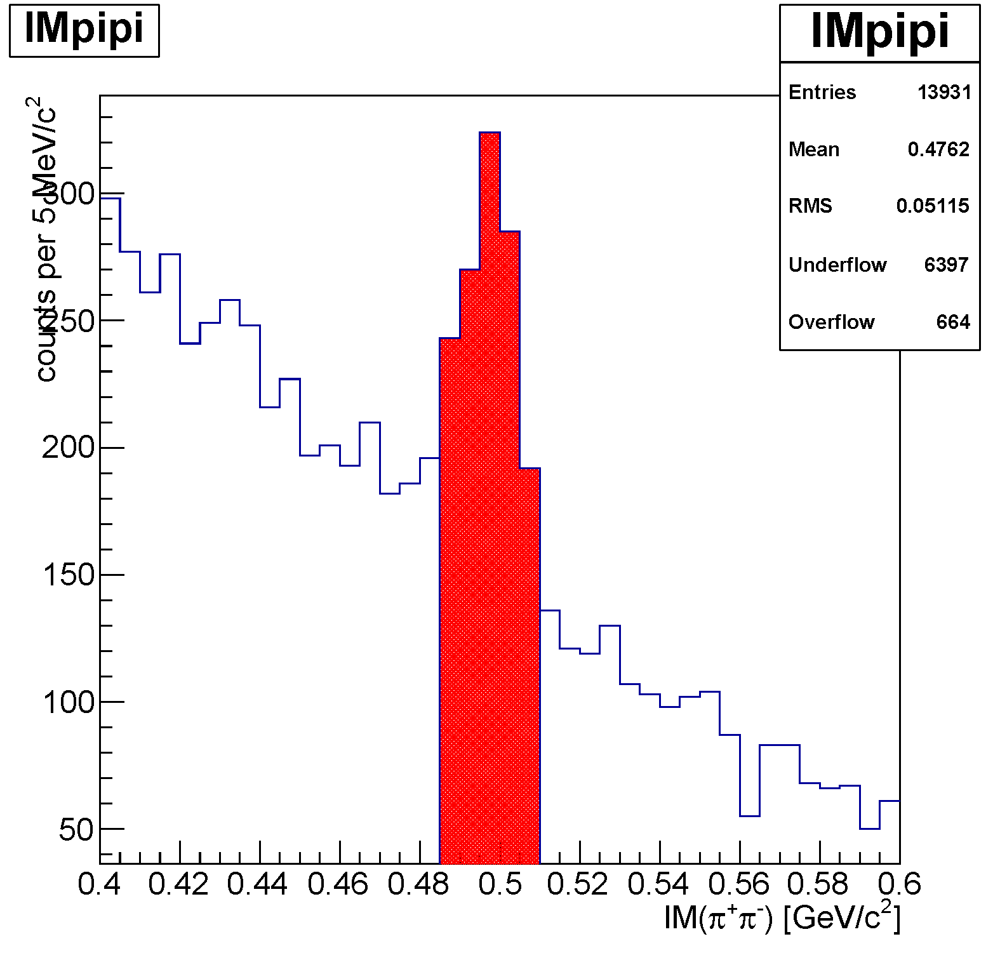 IMpipi
IMpipi
Entries 13931
Mean 0.4762
RMS 0.05115
Underflow 6397
Overflow 664
counts per 5 MeV/c²
300
250
200
150
100
50
0.4 0.42 0.44 0.46 0.48 0.5 0.52 0.54 0.56 0.58 0.6
IM(π⁺π⁻) [GeV/c²]